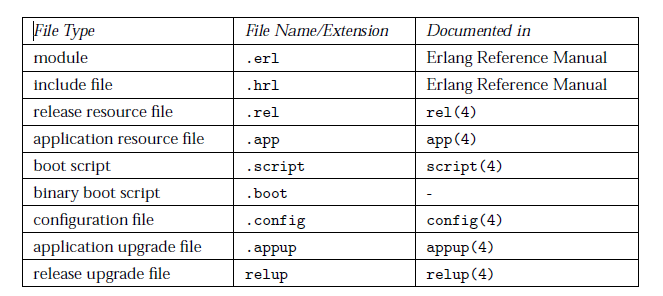 File Type File Name/Extension Documented in
module .erl Erlang Reference Manual
include file .hrl Erlang Reference Manual
release resource file .rel rel(4)
application resource file .app app(4)
boot script .script script(4)
binary boot script .boot -
configuration file .config config(4)
application upgrade file .appup appup(4)
release upgrade file relup relup(4)